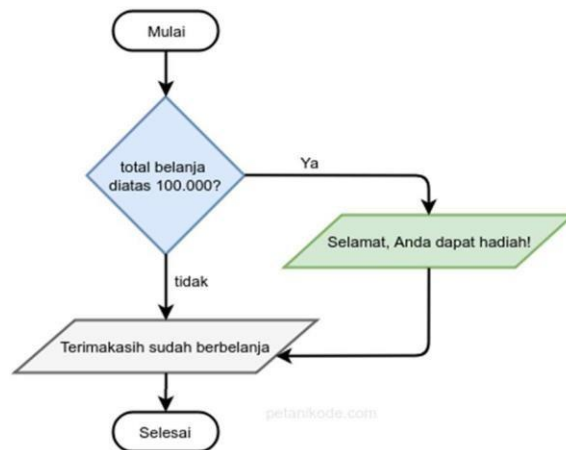 Mulai
total belanja
diatas 100.000?
Ya
Selamat, Anda dapat hadiah!
tidak
Terimakasih sudah berbelanja
petanikode.com
Selesai